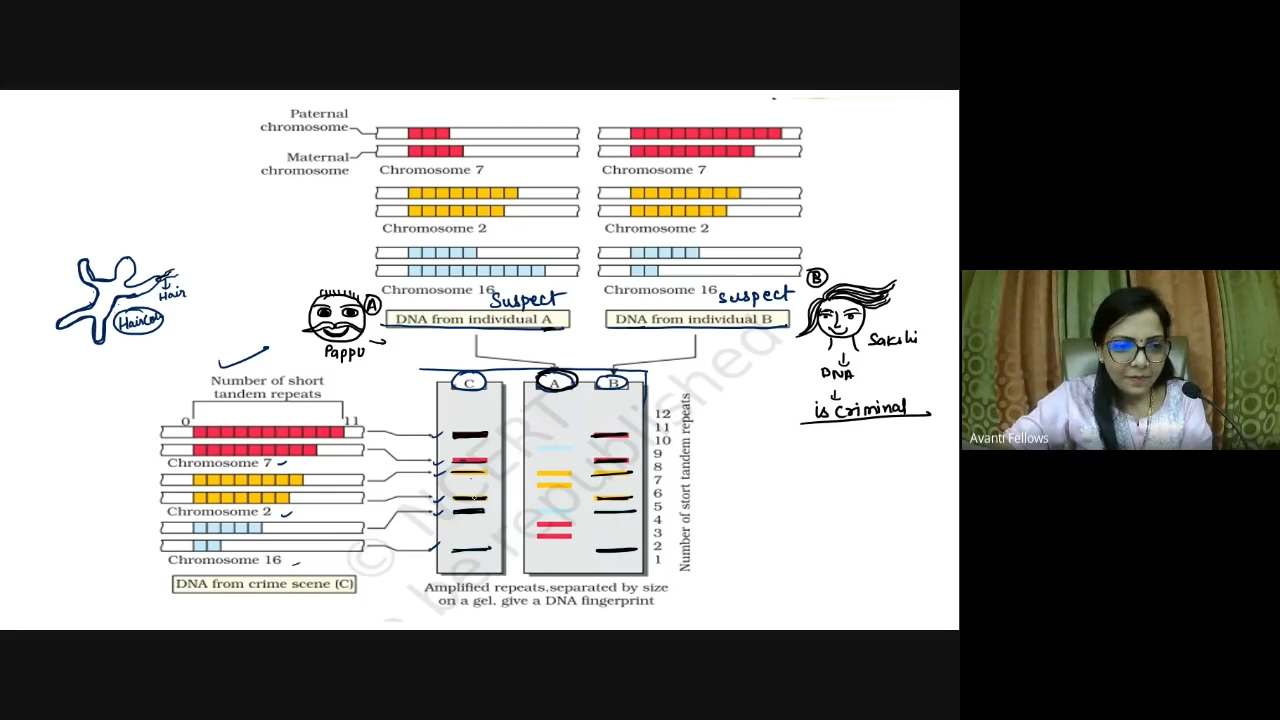 Paternal
chromosome
Maternal
chromosome
Chromosome 7
Chromosome 7
Chromosome 2
Chromosome 2
Chromosome 16
Chromosome 16
Suspect
suspect
DNA from individual A
DNA from individual B
A
Pappu
B
Sakshi
DNA
is Criminal
Hair
Number of short
tandem repeats
0
11
Chromosome 7
Chromosome 2
Chromosome 16
DNA from crime scene (C)
C
A
B
12
11
10
9
8
7
6
5
4
3
2
1
Number of stort tandem repeats
Amplified repeats,separated by size
on a gel, give a DNA fingerprint
© NCERT
be republished
Avanti Fellows